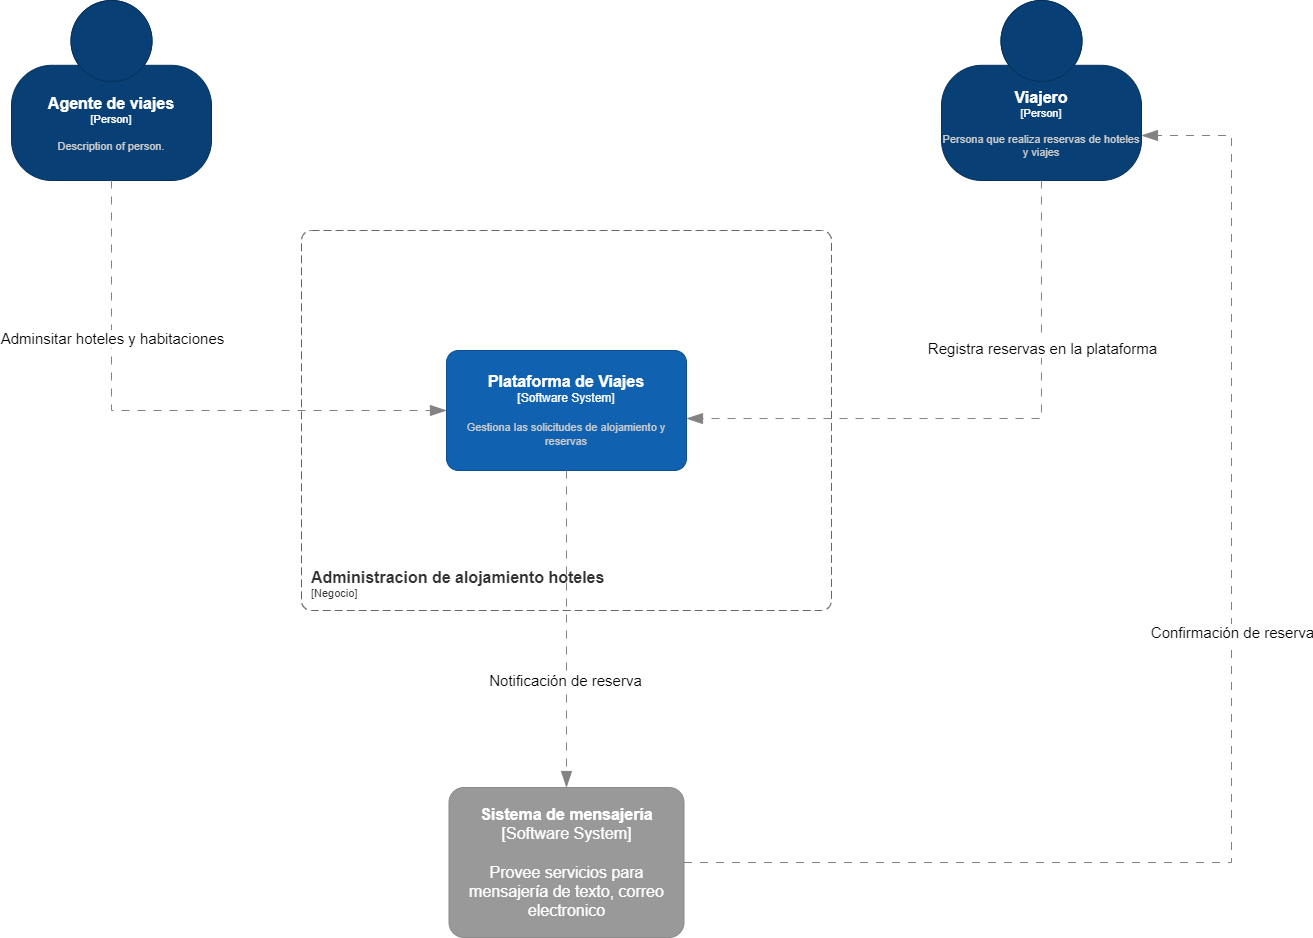 Agente de viajes
[Person]
Description of person.
Viajero
[Person]
Persona que realiza reservas de hoteles
y viajes
Adminsitar hoteles y habitaciones
Registra reservas en la plataforma
Plataforma de Viajes
[Software System]
Gestiona las solicitudes de alojamiento y
reservas
Administracion de alojamiento hoteles
[Negocio]
Confirmación de reserva
Notificación de reserva
Sistema de mensajería
[Software System]
Provee servicios para
mensajería de texto, correo
electronico